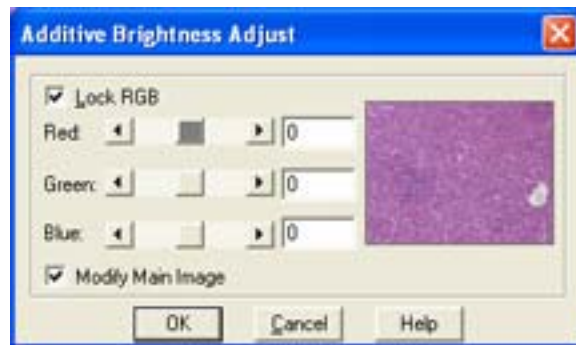 Additive Brightness Adjust
Lock RGB
Red: 0
Green: 0
Blue: 0
Modify Main Image
OK Cancel Help